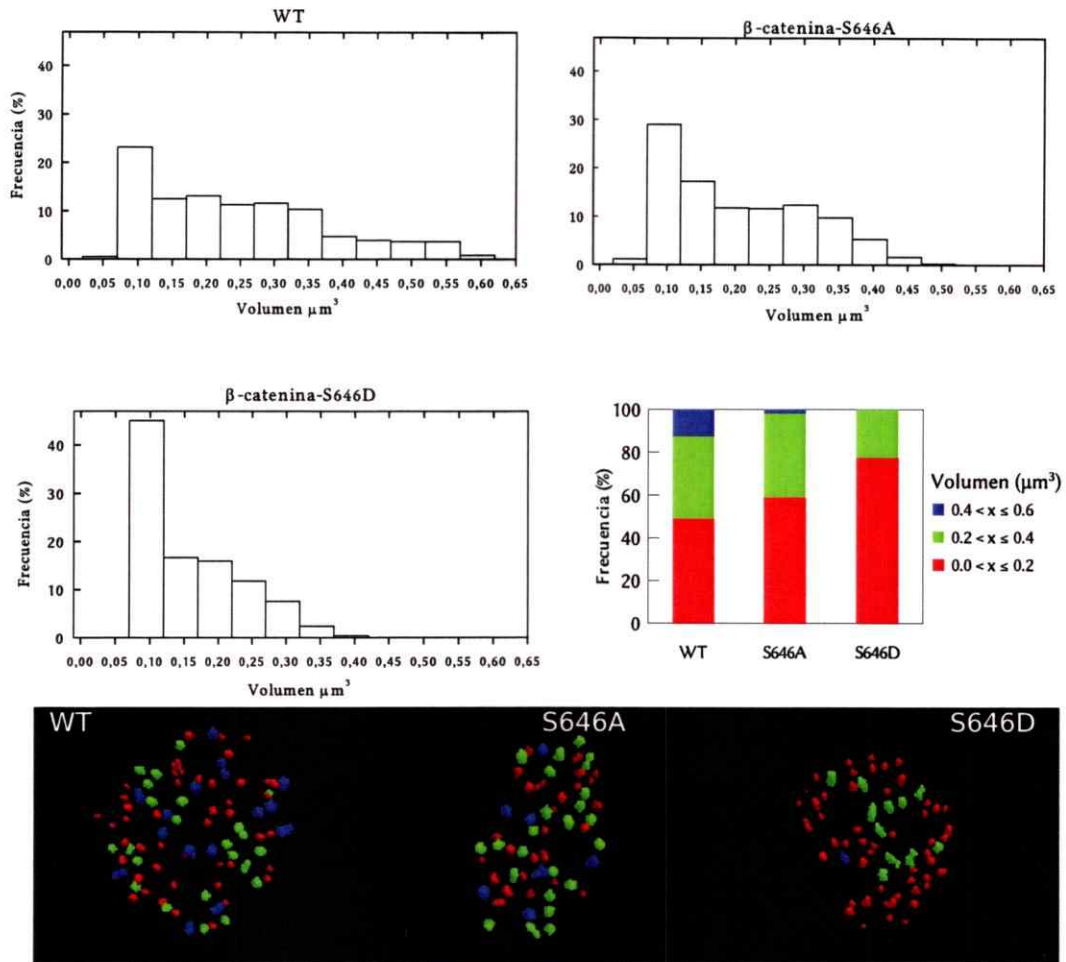 WT
Frecuencia (%)
40
30
20
10
0
0,00 0,05 0,10 0,15 0,20 0,25 0,30 0,35 0,40 0,45 0,50 0,55 0,60 0,65
Volumen μm³
β-catenina-S646A
Frecuencia (%)
40
30
20
10
0
0,00 0,05 0,10 0,15 0,20 0,25 0,30 0,35 0,40 0,45 0,50 0,55 0,60 0,65
Volumen μm³
β-catenina-S646D
Frecuencia (%)
40
30
20
10
0
0,00 0,05 0,10 0,15 0,20 0,25 0,30 0,35 0,40 0,45 0,50 0,55 0,60 0,65
Volumen μm³
Frecuencia (%)
100
80
60
40
20
0
WT S646A S646D
Volumen (μm³)
0.4 < x ≤ 0.6
0.2 < x ≤ 0.4
0.0 < x ≤ 0.2
WT S646A S646D